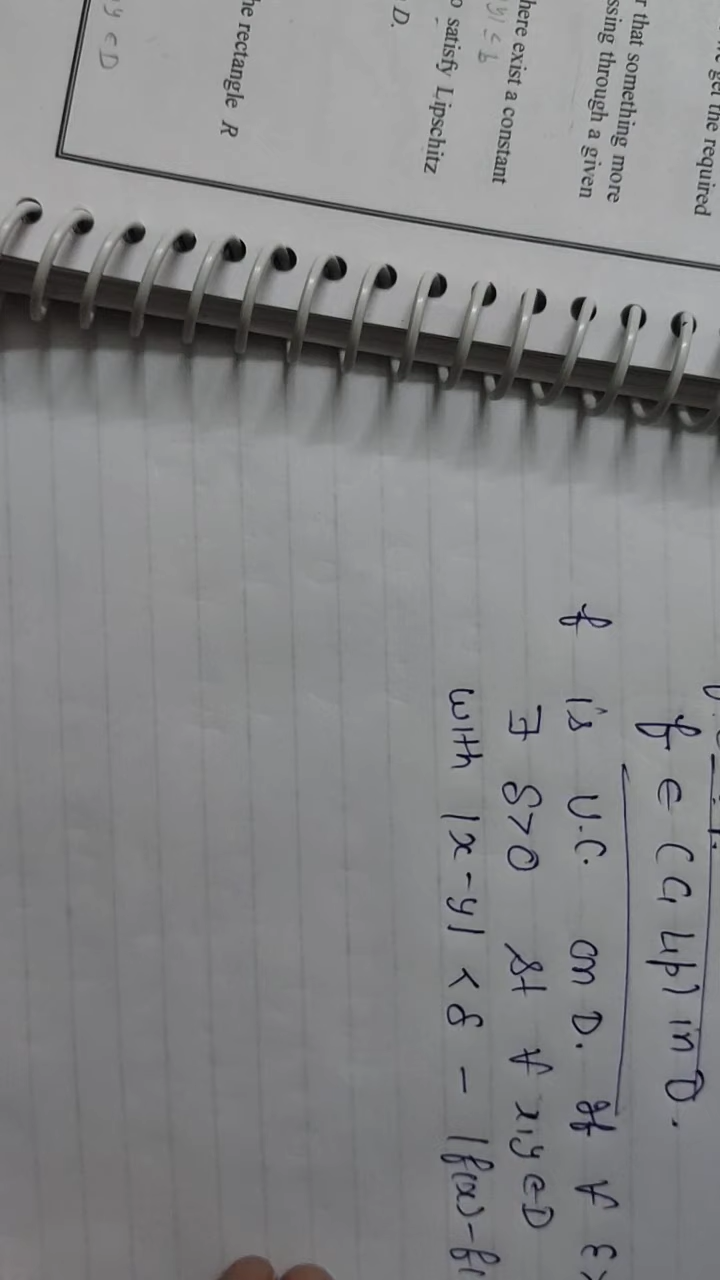 get the required
that something more
ssing through a given
here exist a constant
y| ≤ b
o satisfy Lipschitz
D.
he rectangle R
y ∈ D
f ∈ (C, Lip) in D.
f is U.C. on D. If ∀ ε>
∃ δ>0 st ∀ x,y ∈ D
with |x-y| < δ - |f(x)-f(